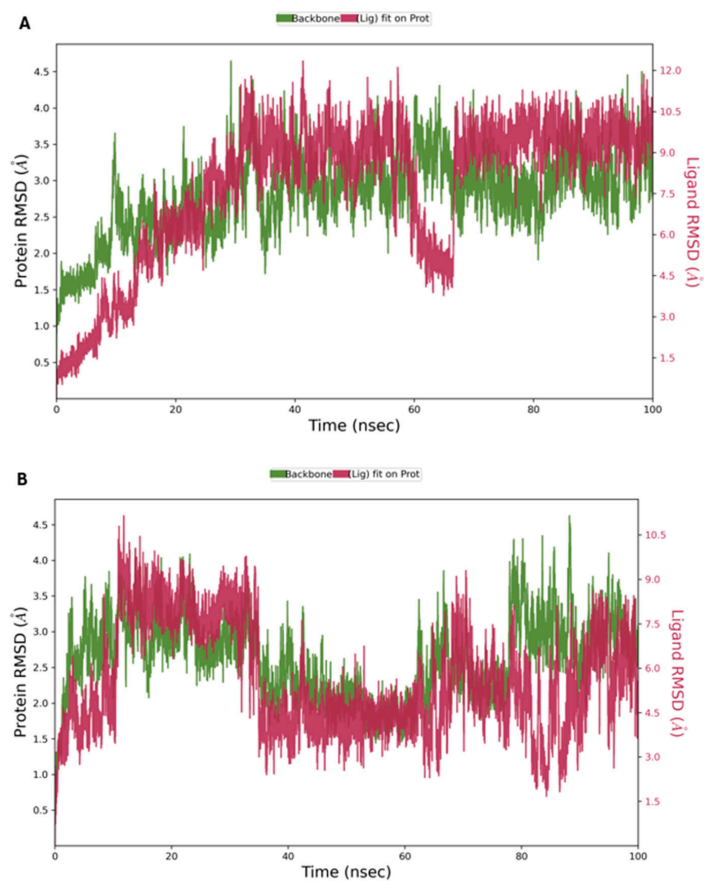 A
Backbone (Lig) fit on Prot
4.5
4.0
3.5
3.0
2.5
2.0
1.5
1.0
0.5
Protein RMSD (Å)
12.0
10.5
9.0
7.5
6.0
4.5
3.0
1.5
Ligand RMSD (Å)
0 20 40 60 80 100
Time (nsec)
B
Backbone (Lig) fit on Prot
4.5
4.0
3.5
3.0
2.5
2.0
1.5
1.0
0.5
Protein RMSD (Å)
10.5
9.0
7.5
6.0
4.5
3.0
1.5
Ligand RMSD (Å)
0 20 40 60 80 100
Time (nsec)